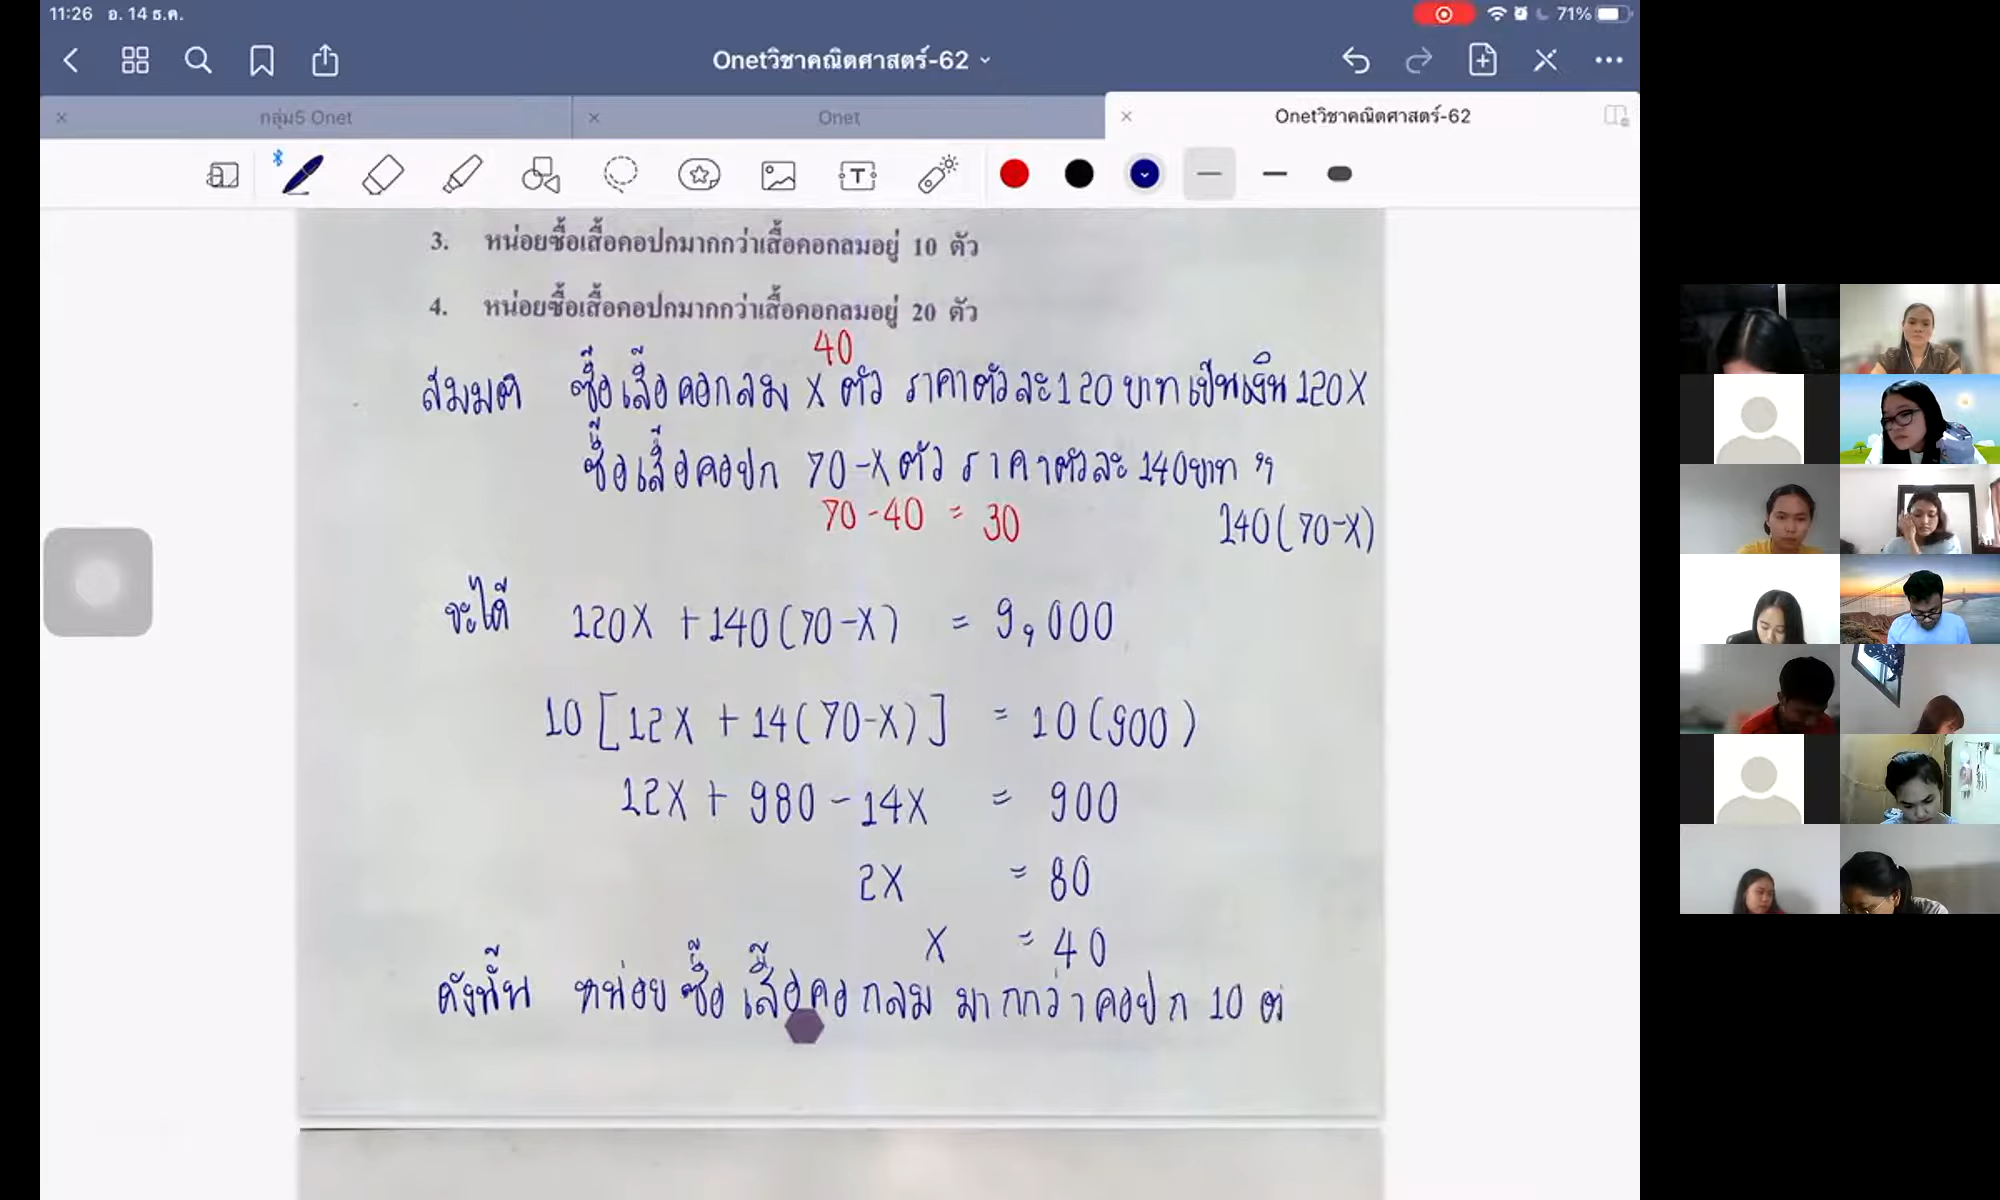 11:26 อ. 14 ธ.ค.
71%
Onetวิชาคณิตศาสตร์-62
กลุ่ม5 Onet
Onet
Onetวิชาคณิตศาสตร์-62
3. หน่อยซื้อเสื้อคอปกมากกว่าเสื้อคอกลมอยู่ 10 ตัว
4. หน่อยซื้อเสื้อคอปกมากกว่าเสื้อคอกลมอยู่ 20 ตัว
40
สมมติ ซื้อเสื้อคอกลม X ตัว ราคาตัวละ 120 บาท เป็นเงิน 120X
ซื้อเสื้อคอปก 70-X ตัว ราคาตัวละ 140 บาท ฯ
70-40 = 30
140(70-X)
จะได้ 120X + 140(70-X) = 9,000
10[12X + 14(70-X)] = 10(900)
12X + 980 - 14X = 900
2X = 80
X = 40
ดังนั้น หน่อยซื้อเสื้อคอกลม มากกว่าคอปก 10 ต